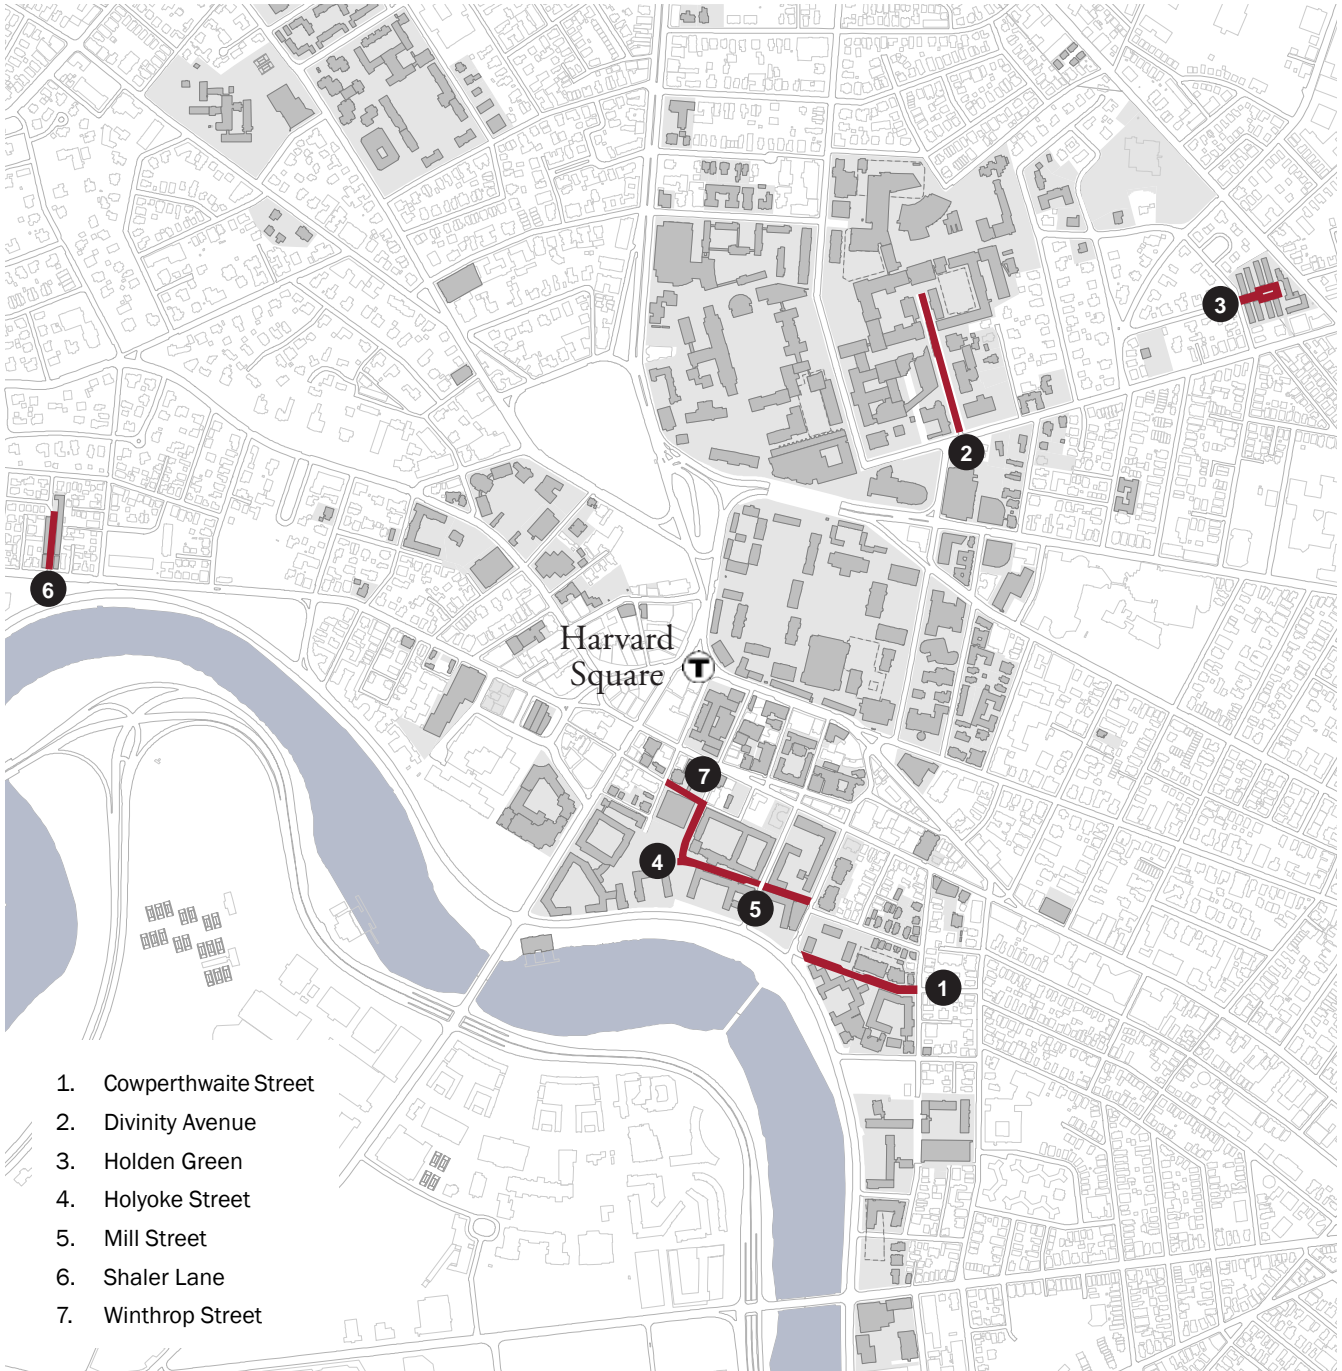 3
2
6
Harvard
Square
T
7
4
5
1
1. Cowperthwaite Street
2. Divinity Avenue
3. Holden Green
4. Holyoke Street
5. Mill Street
6. Shaler Lane
7. Winthrop Street